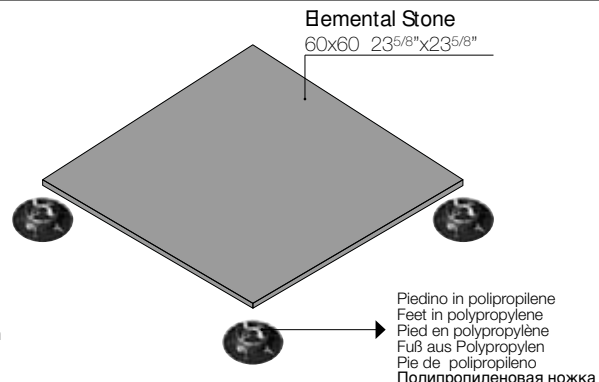 Elemental Stone
60x60 23⁵/⁸”x23⁵/⁸”
Piedino in polipropilene
Feet in polypropylene
Pied en polypropylène
Fuß aus Polypropylen
Pie de polipropileno
Полипропиленовая ножка